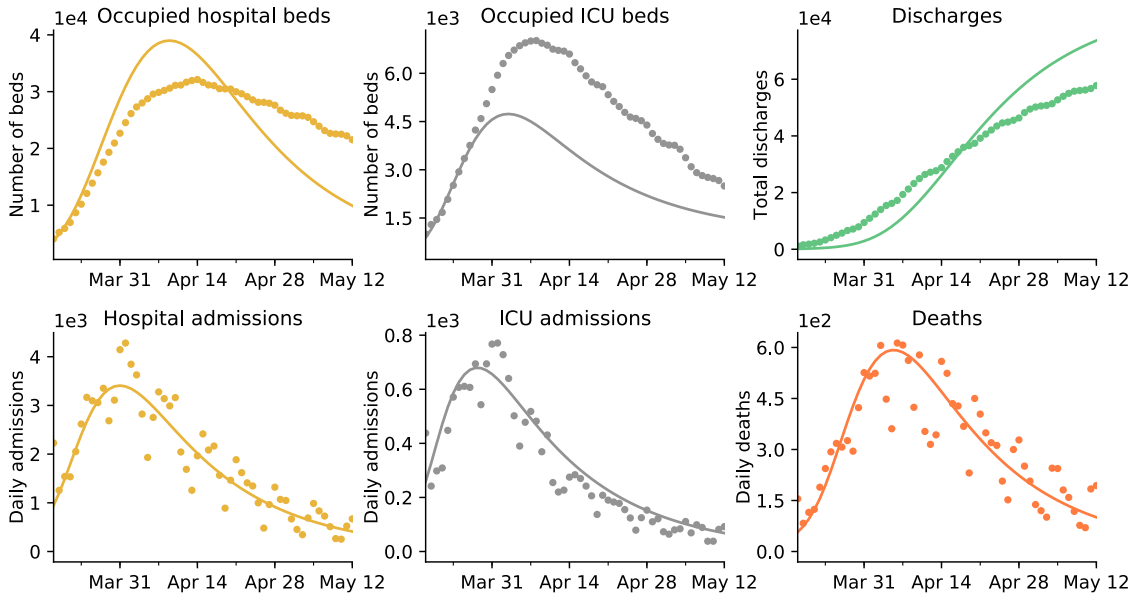 Occupied hospital beds
1e4
Number of beds
4
3
2
1
Mar 31 Apr 14 Apr 28 May 12
Occupied ICU beds
1e3
Number of beds
6.0
4.5
3.0
1.5
Mar 31 Apr 14 Apr 28 May 12
Discharges
1e4
Total discharges
6
4
2
0
Mar 31 Apr 14 Apr 28 May 12
Hospital admissions
1e3
Daily admissions
4
3
2
1
0
Mar 31 Apr 14 Apr 28 May 12
ICU admissions
1e3
Daily admissions
0.8
0.6
0.4
0.2
0.0
Mar 31 Apr 14 Apr 28 May 12
Deaths
1e2
Daily deaths
6.0
4.5
3.0
1.5
0.0
Mar 31 Apr 14 Apr 28 May 12